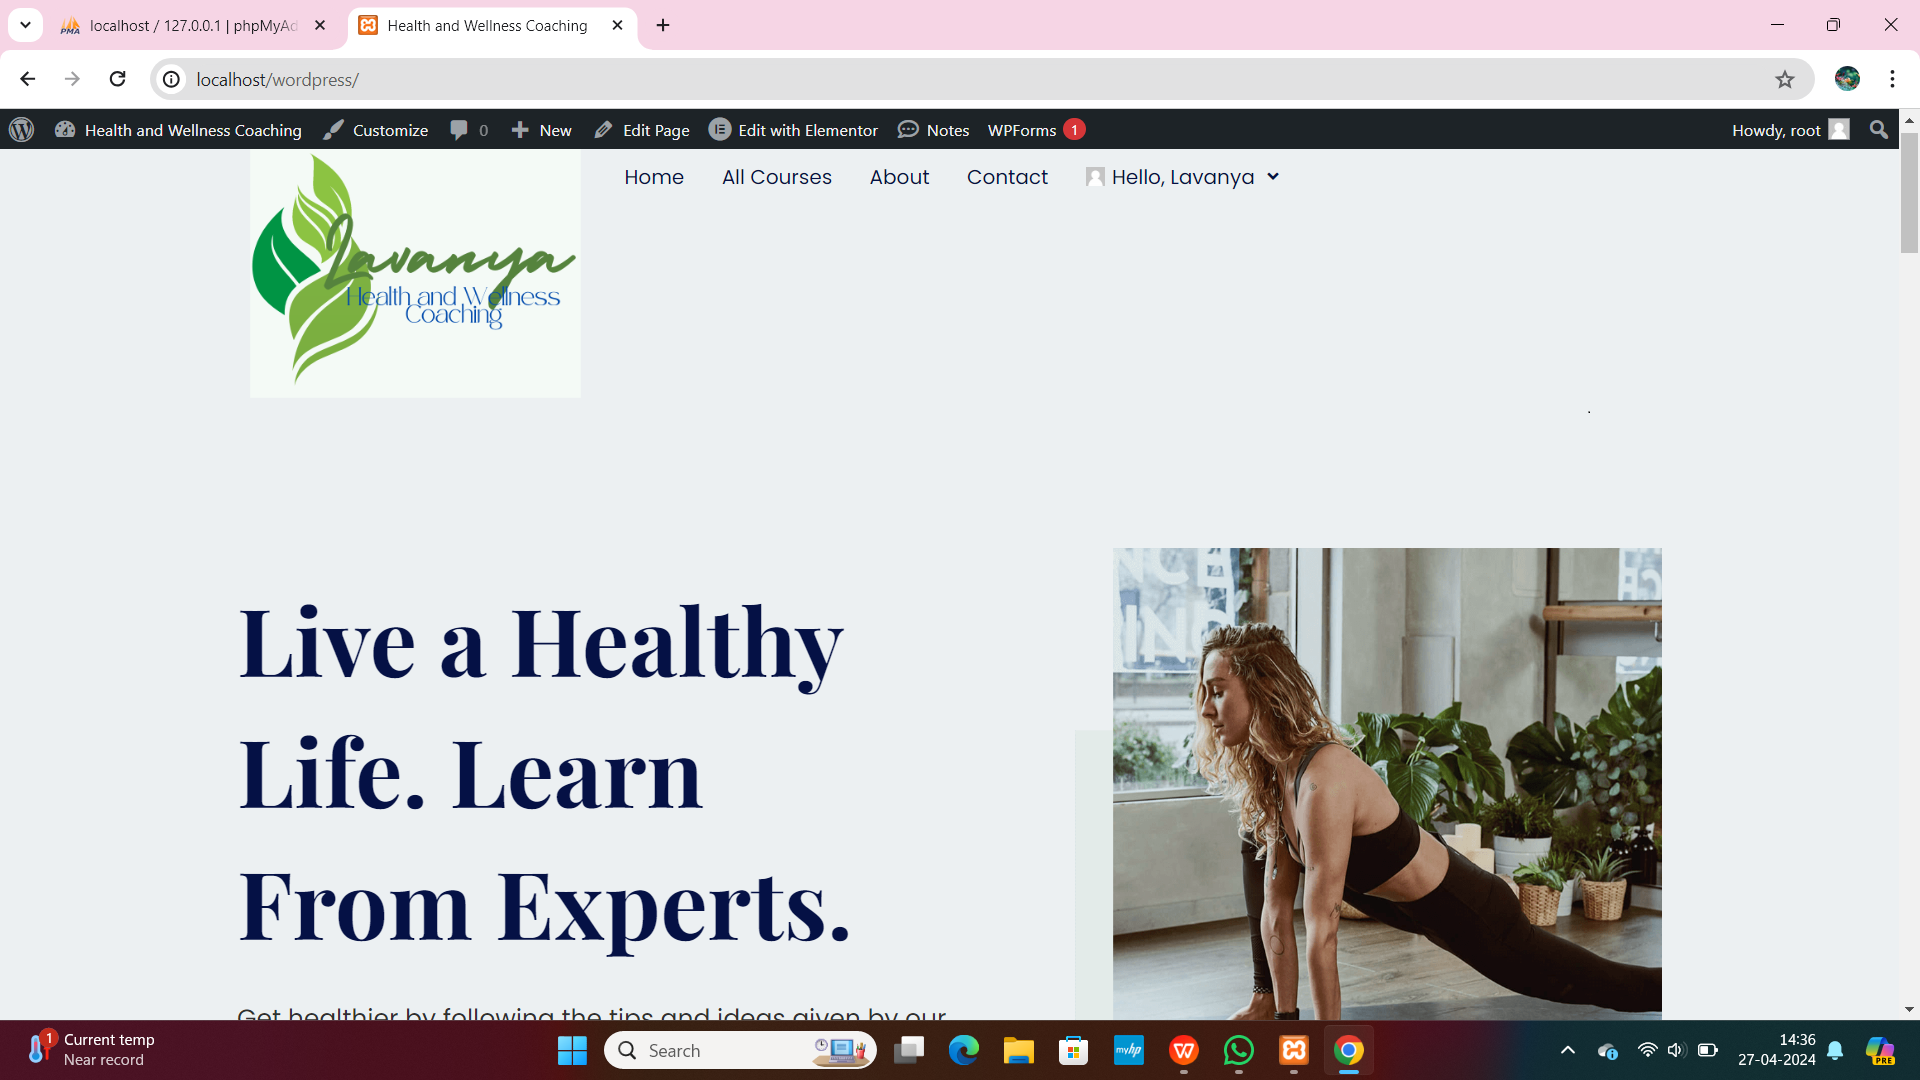 localhost / 127.0.0.1 | phpMyAd
Health and Wellness Coaching
localhost/wordpress/
Health and Wellness Coaching
Customize
0
New
Edit Page
Edit with Elementor
Notes
WPForms 1
Howdy, root
Home
All Courses
About
Contact
Hello, Lavanya
Lavanya
Health and Wellness
Coaching
Live a Healthy
Life. Learn
From Experts.
Get healthier by following the tips and ideas given by our
1
Current temp
Near record
Search
myhp
PRE
14:36
27-04-2024